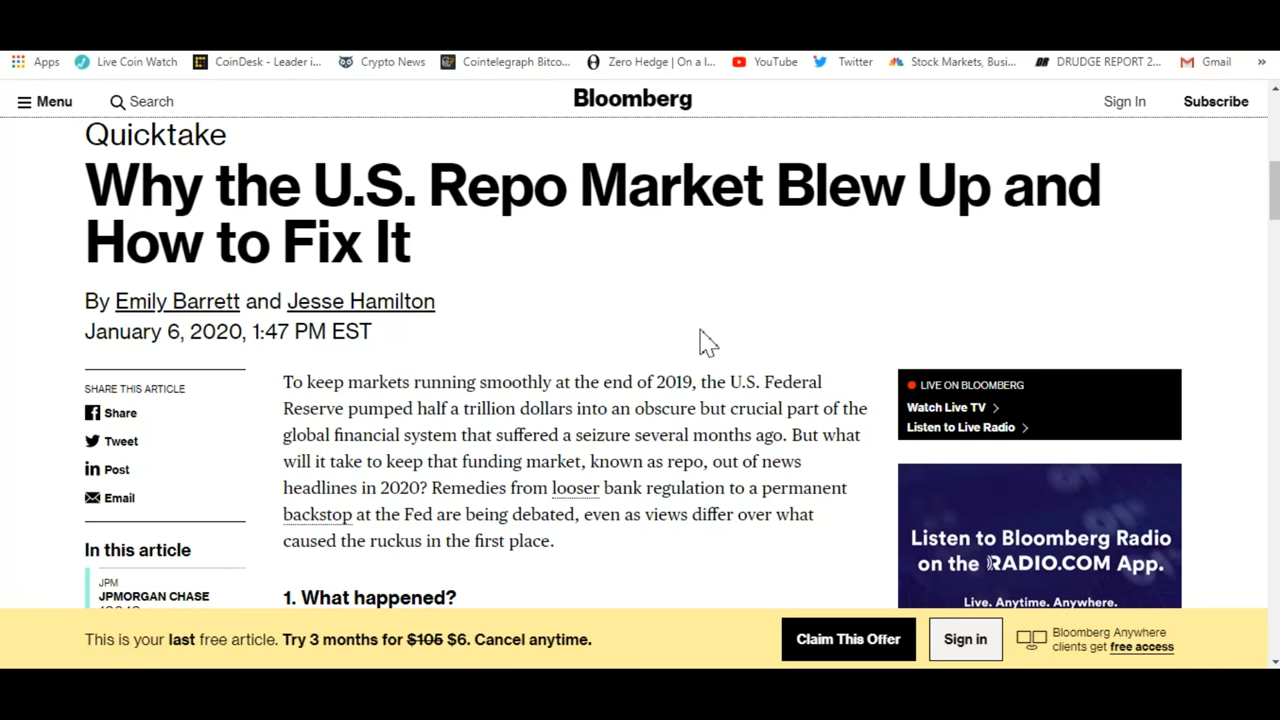 Apps Live Coin Watch CoinDesk - Leader i... Crypto News Cointelegraph Bitco... Zero Hedge | On a l... YouTube Twitter Stock Markets, Busi... DRUDGE REPORT 2... Gmail »
Menu Search Bloomberg Sign In Subscribe
Quicktake
Why the U.S. Repo Market Blew Up and
How to Fix It
By Emily Barrett and Jesse Hamilton
January 6, 2020, 1:47 PM EST
SHARE THIS ARTICLE
Share
Tweet
Post
Email
In this article
JPM
JPMORGAN CHASE
To keep markets running smoothly at the end of 2019, the U.S. Federal
Reserve pumped half a trillion dollars into an obscure but crucial part of the
global financial system that suffered a seizure several months ago. But what
will it take to keep that funding market, known as repo, out of news
headlines in 2020? Remedies from looser bank regulation to a permanent
backstop at the Fed are being debated, even as views differ over what
caused the ruckus in the first place.
1. What happened?
LIVE ON BLOOMBERG
Watch Live TV
Listen to Live Radio
Listen to Bloomberg Radio
on the RADIO.COM App.
Live. Anytime. Anywhere.
This is your last free article. Try 3 months for $105 $6. Cancel anytime.
Claim This Offer
Sign in
Bloomberg Anywhere
clients get free access